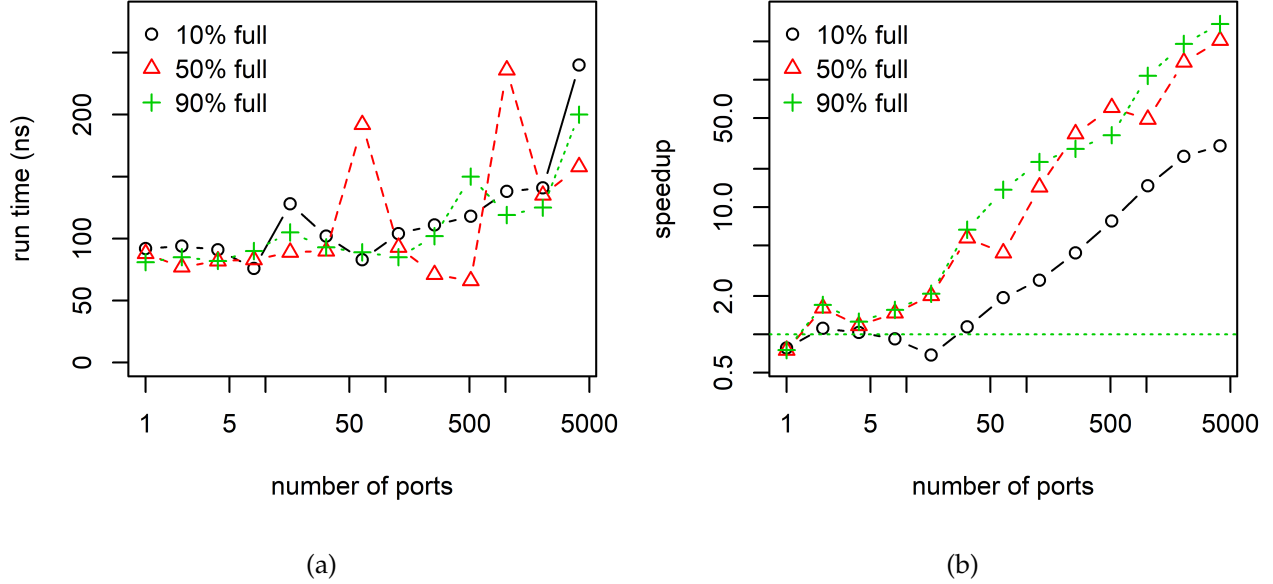 10% full
50% full
90% full
run time (ns)
200
100
50
0
1 5 50 500 5000
number of ports
(a)
10% full
50% full
90% full
speedup
50.0
10.0
2.0
0.5
1 5 50 500 5000
number of ports
(b)